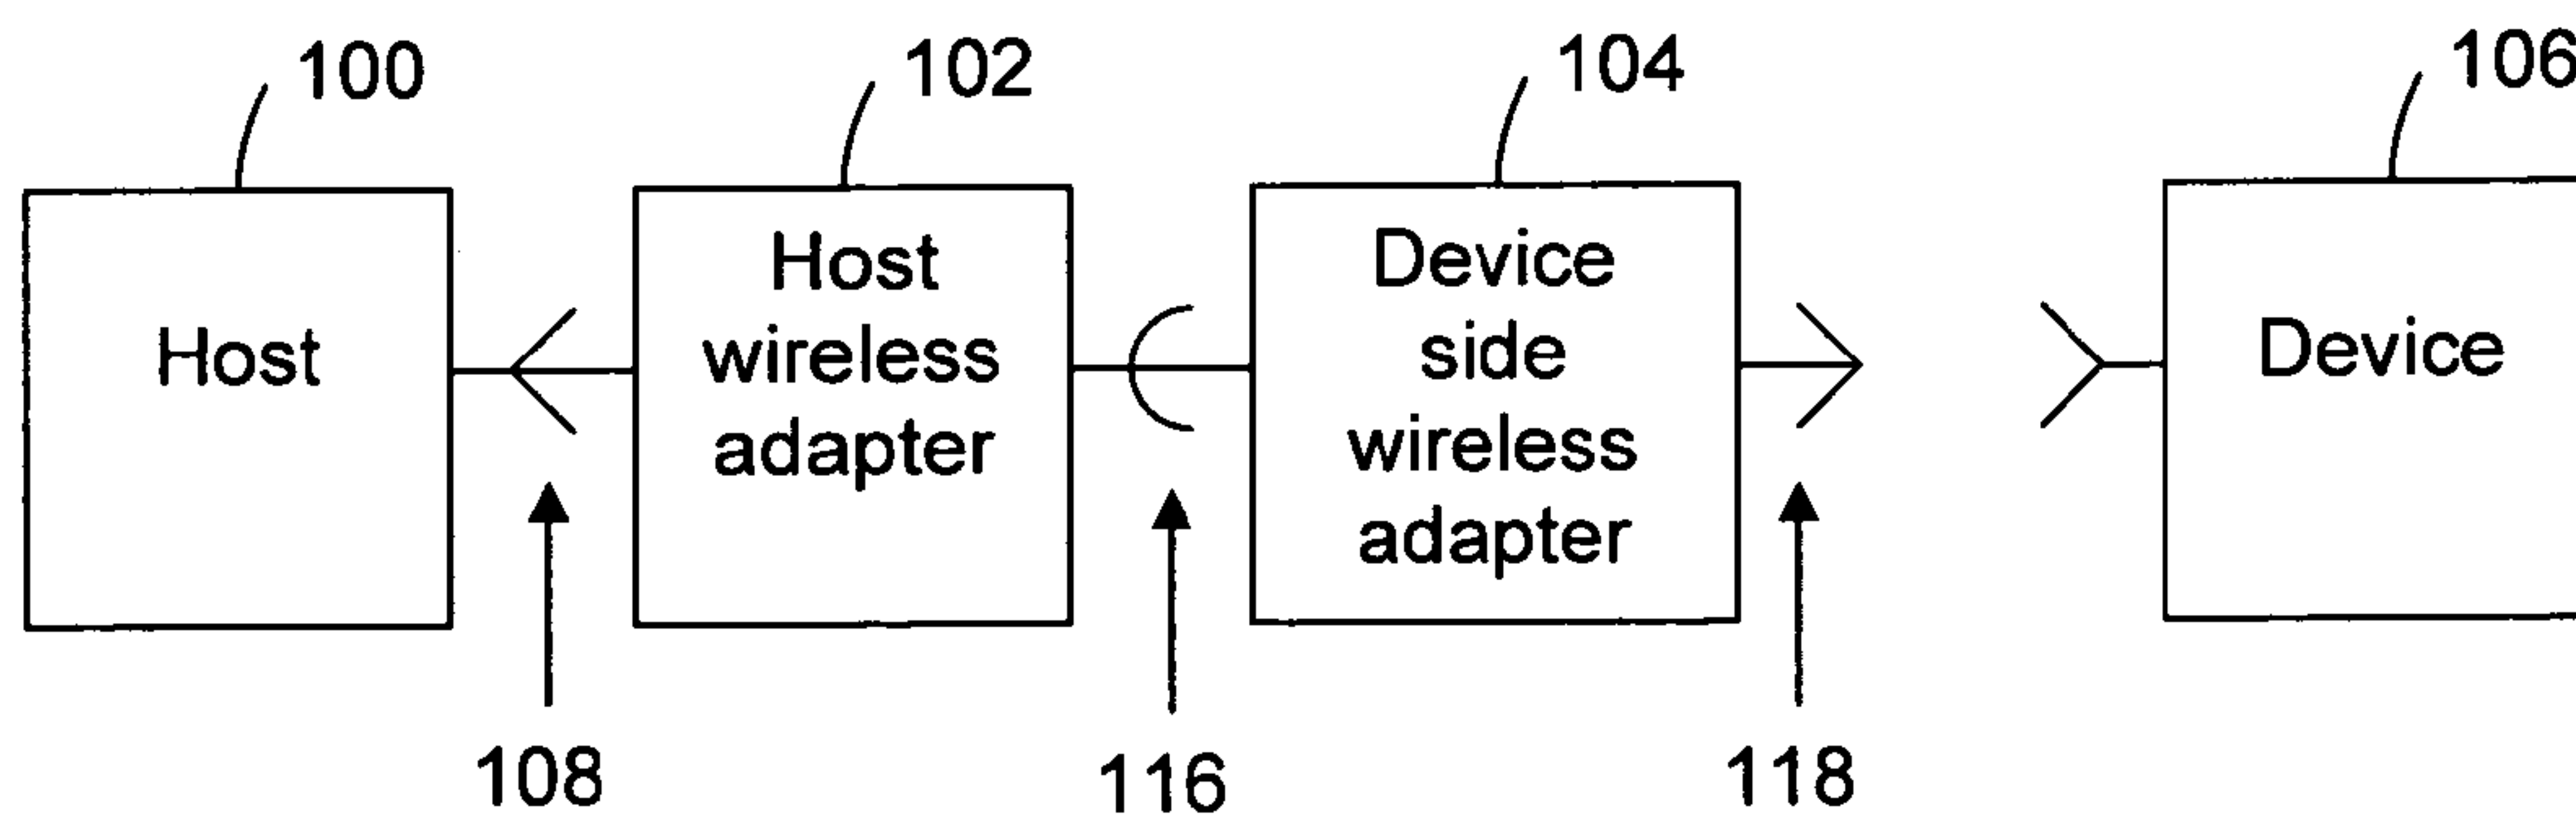 100
102
104
106
Host
Host
wireless
adapter
Device
side
wireless
adapter
Device
108
116
118